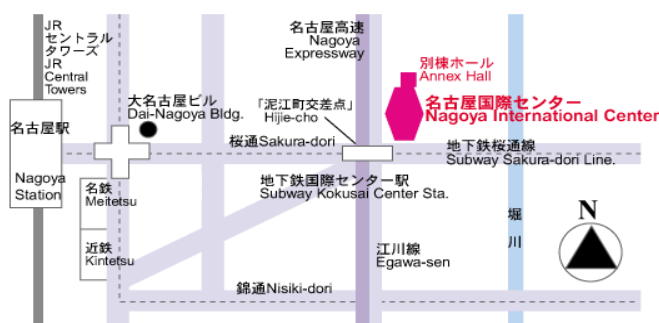 JR
セントラル
タワーズ
JR
Central
Towers
名古屋高速
Nagoya
Expressway
別棟ホール
Annex Hall
大名古屋ビル
Dai-Nagoya Bldg.
「泥江町交差点」
Hijie-cho
名古屋国際センター
Nagoya International Center
名古屋駅
Nagoya
Station
桜通Sakura-dori
地下鉄桜通線
Subway Sakura-dori Line.
名鉄
Meitetsu
地下鉄国際センター駅
Subway Kokusai Center Sta.
堀
川
N
近鉄
Kintetsu
江川線
Egawa-sen
錦通Nisiki-dori